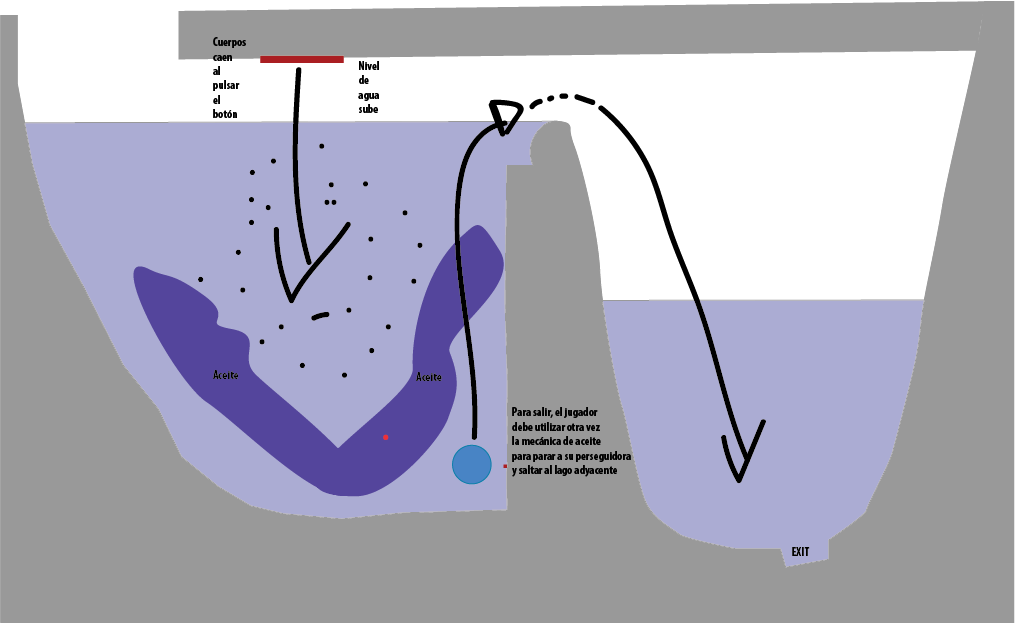 Cuerpos
caen
al
pulsar
el
botón
Nivel
de
agua
sube
Aceite
Aceite
Para salir, el jugador
debe utilizar otra vez
la mecánica de aceite
para parar a su perseguidora
y saltar al lago adyacente
EXIT